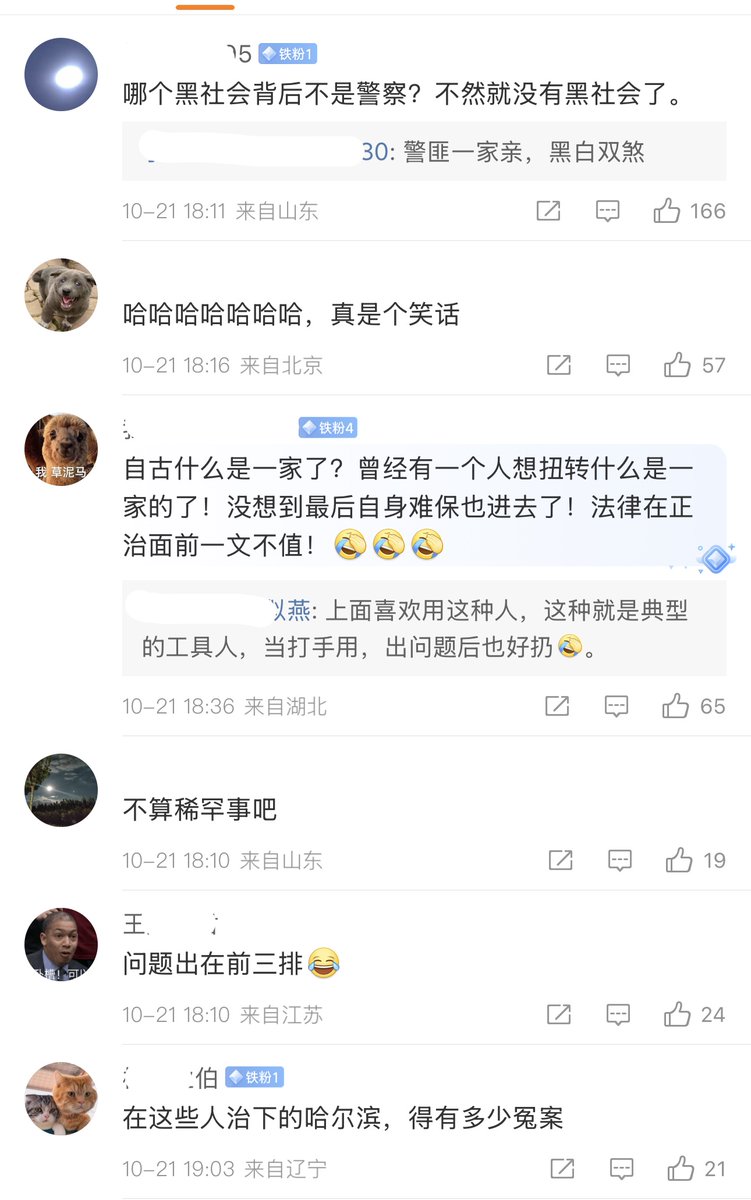 05 铁粉1
哪个黑社会背后不是警察?不然就没有黑社会了。
30: 警匪一家亲，黑白双煞
10-21 18:11 来自山东
166
哈哈哈哈哈哈哈，真是个笑话
10-21 18:16 来自北京
57
铁粉4
我 草泥马
自古什么是一家了？曾经有一个人想扭转什么是一
家的了！没想到最后自身难保也进去了！法律在正
治面前一文不值！🤣🤣🤣
以燕: 上面喜欢用这种人，这种就是典型
的工具人，当打手用，出问题后也好扔🤣。
10-21 18:36 来自湖北
65
不算稀罕事吧
10-21 18:10 来自山东
19
王
问题出在前三排😂
10-21 18:10 来自江苏
24
伯 铁粉1
在这些人治下的哈尔滨，得有多少冤案
10-21 19:03 来自辽宁
21